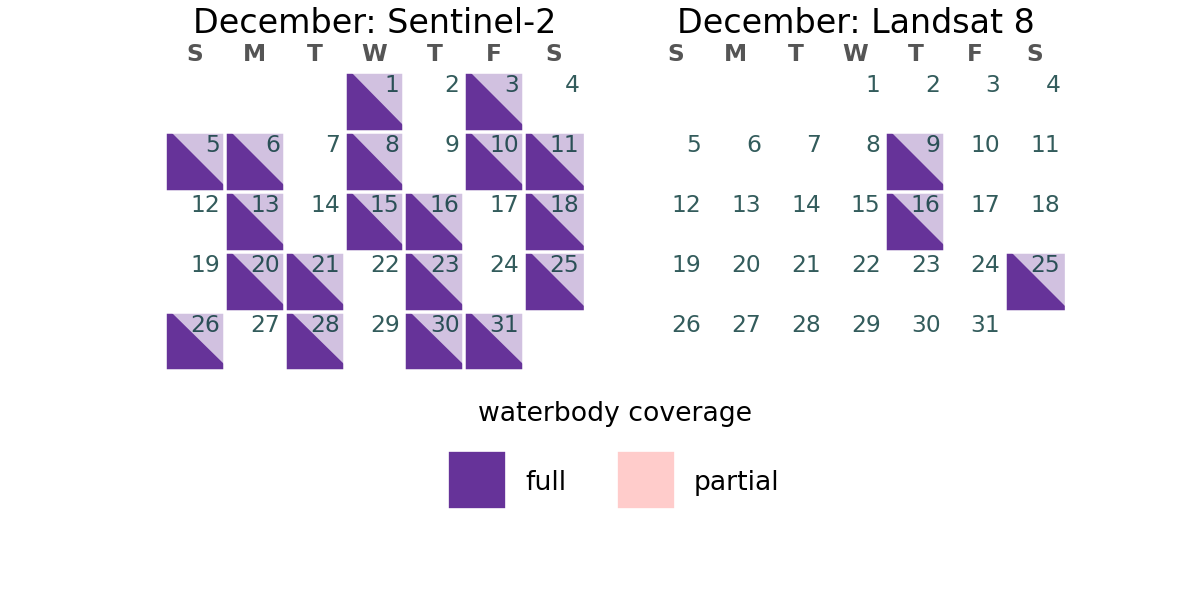 December: Sentinel-2
S M T W T F S
1 2 3 4
5 6 7 8 9 10 11
12 13 14 15 16 17 18
19 20 21 22 23 24 25
26 27 28 29 30 31
December: Landsat 8
S M T W T F S
1 2 3 4
5 6 7 8 9 10 11
12 13 14 15 16 17 18
19 20 21 22 23 24 25
26 27 28 29 30 31
waterbody coverage
full
partial